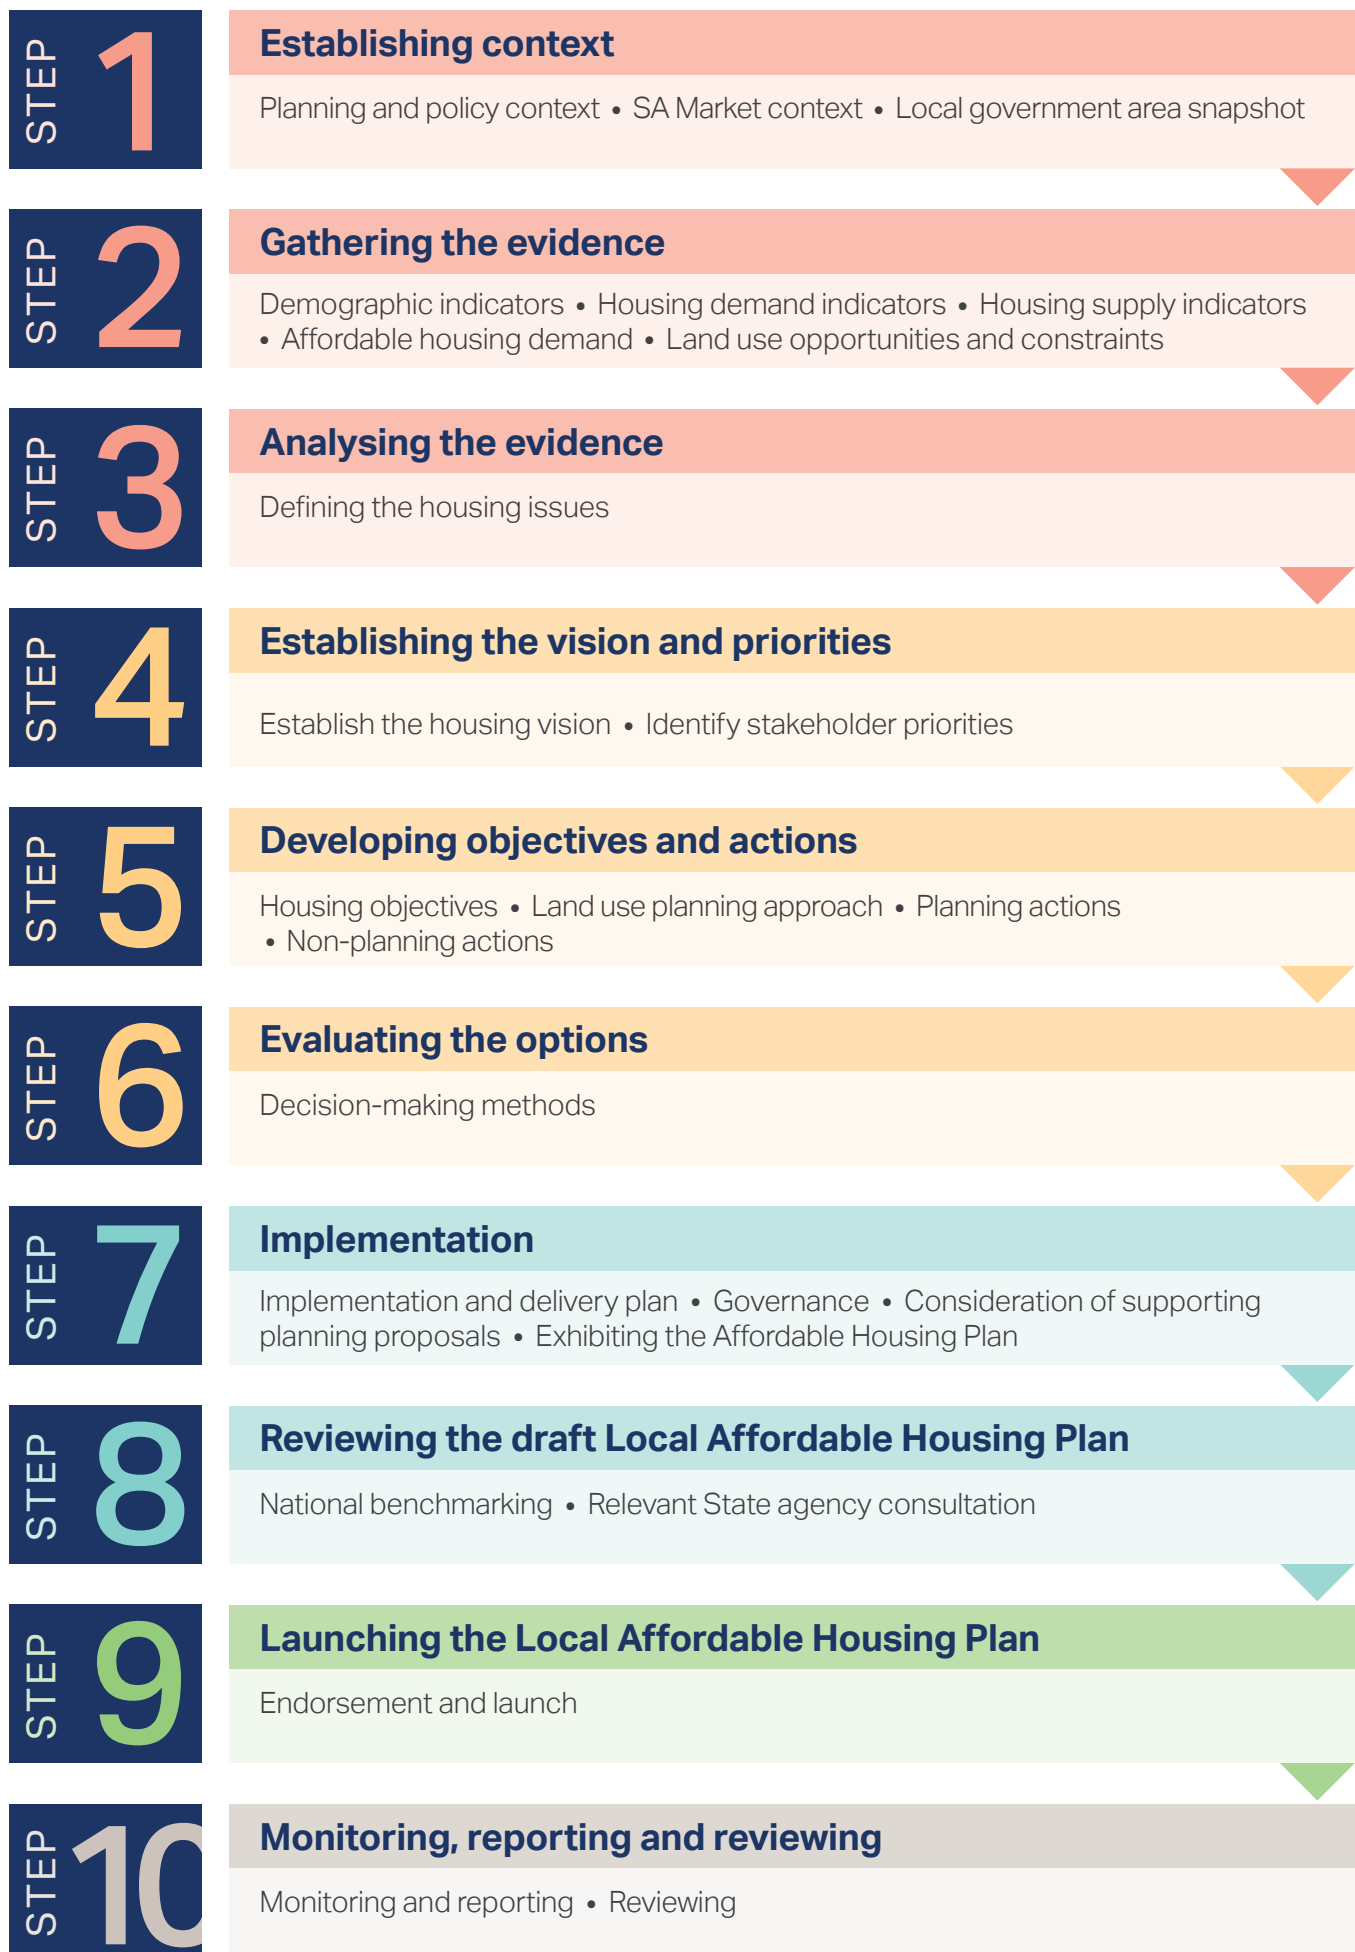 STEP 1
Establishing context
Planning and policy context • SA Market context • Local government area snapshot
STEP 2
Gathering the evidence
Demographic indicators • Housing demand indicators • Housing supply indicators
• Affordable housing demand • Land use opportunities and constraints
STEP 3
Analysing the evidence
Defining the housing issues
STEP 4
Establishing the vision and priorities
Establish the housing vision • Identify stakeholder priorities
STEP 5
Developing objectives and actions
Housing objectives • Land use planning approach • Planning actions
• Non-planning actions
STEP 6
Evaluating the options
Decision-making methods
STEP 7
Implementation
Implementation and delivery plan • Governance • Consideration of supporting
planning proposals • Exhibiting the Affordable Housing Plan
STEP 8
Reviewing the draft Local Affordable Housing Plan
National benchmarking • Relevant State agency consultation
STEP 9
Launching the Local Affordable Housing Plan
Endorsement and launch
STEP 10
Monitoring, reporting and reviewing
Monitoring and reporting • Reviewing